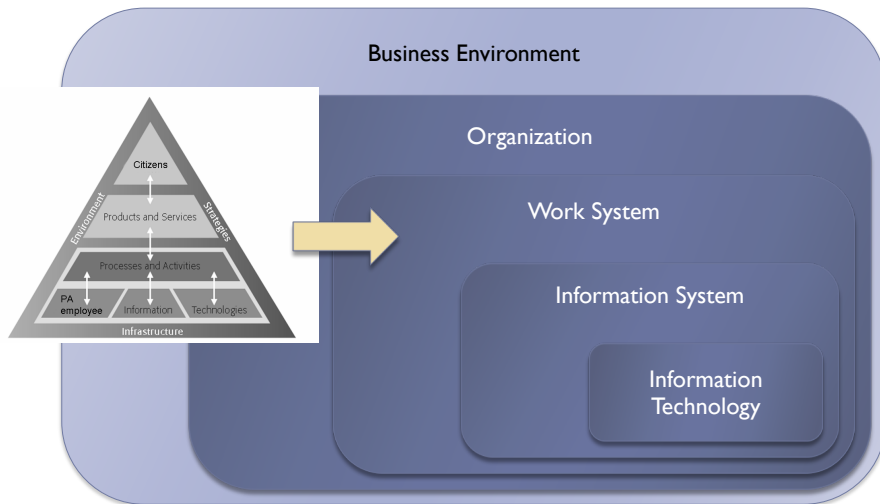 Business Environment
Organization
Work System
Information System
Information
Technology
Citizens
Environment
Strategies
Products and Services
Processes and Activities
PA
employee
Information
Technologies
Infrastructure